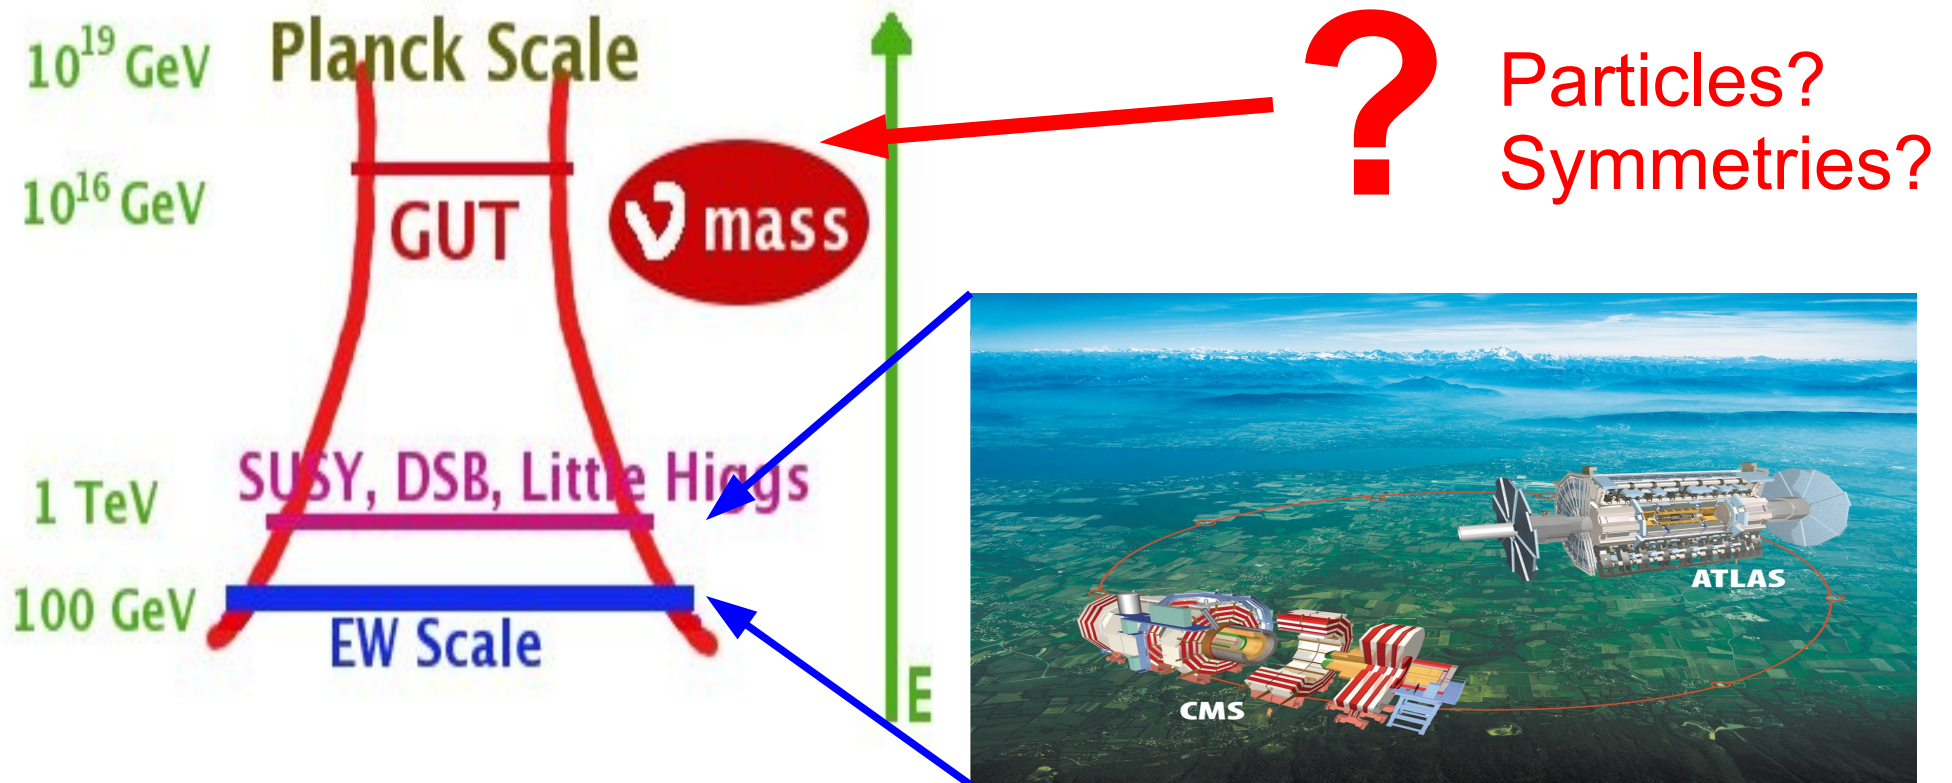 10^19 GeV
Planck Scale
10^16 GeV
GUT
ν mass
? Particles?
Symmetries?
1 TeV
SUSY, DSB, Little Higgs
100 GeV
EW Scale
E
ATLAS
CMS